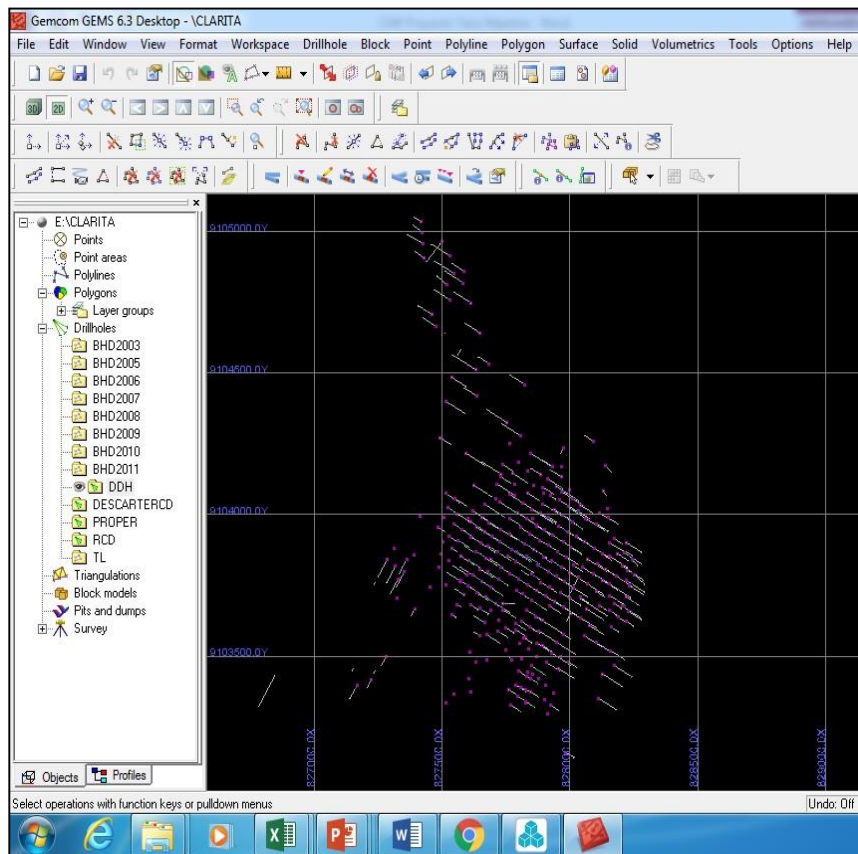 Gemcom GEMS 6.3 Desktop - \CLARITA
File Edit Window View Format Workspace Drillhole Block Point Polyline Polygon Surface Solid Volumetrics Tools Options Help
3D 2D
E:\CLARITA
Points
Point areas
Polylines
Polygons
Layer groups
Drillholes
BHD2003
BHD2005
BHD2006
BHD2007
BHD2008
BHD2009
BHD2010
BHD2011
DDH
DESCARTERCD
PROPER
RCD
TL
Triangulations
Block models
Pits and dumps
Survey
9105000.0Y
9104500.0Y
9104000.0Y
9103500.0Y
827000.0X
827500.0X
828000.0X
828500.0X
829000.0X
Objects Profiles
Select operations with function keys or pulldown menus
Undo: Off